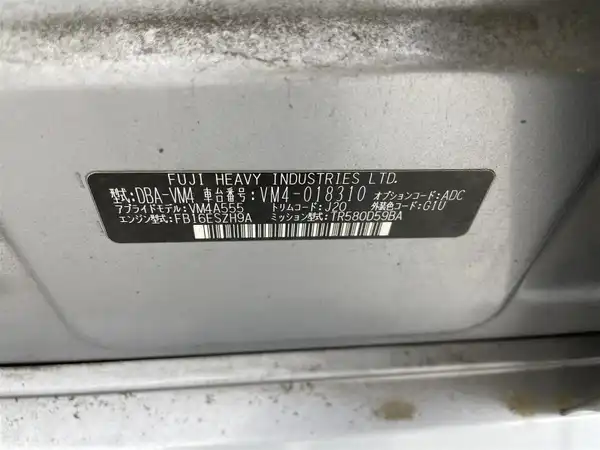 FUJI HEAVY INDUSTRIES LTD.
型式:DBA-VM4 車台番号:VM4-018310 オプションコード:ADC
アプライドモデル:VM4A565 トリムコード:J20 外装色コード:G1U
エンジン型式:FB16ESZH9A ミッション型式:TR580D59BA